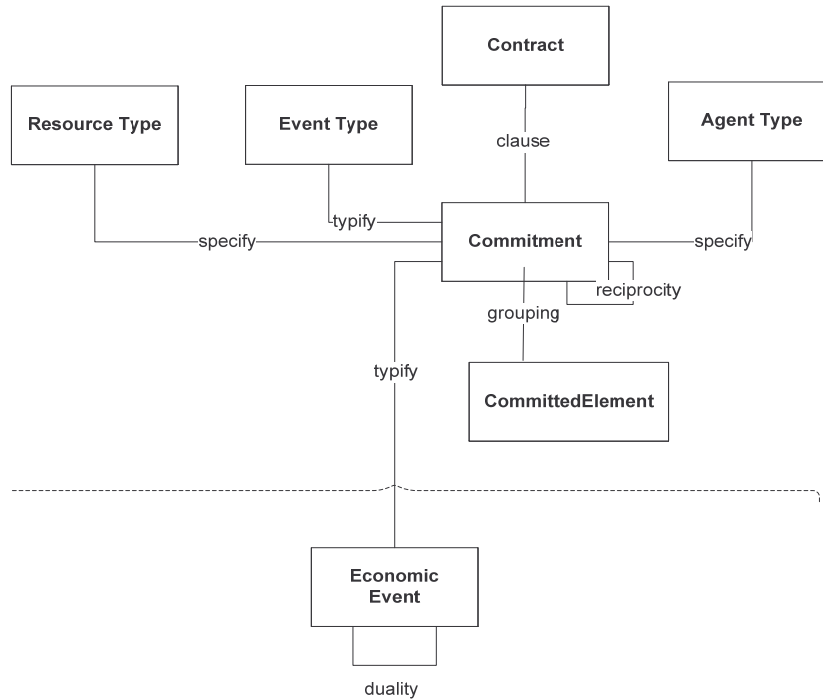 Contract
Resource Type
Event Type
Agent Type
clause
typify
Commitment
specify
specify
reciprocity
grouping
typify
CommittedElement
Economic
Event
duality